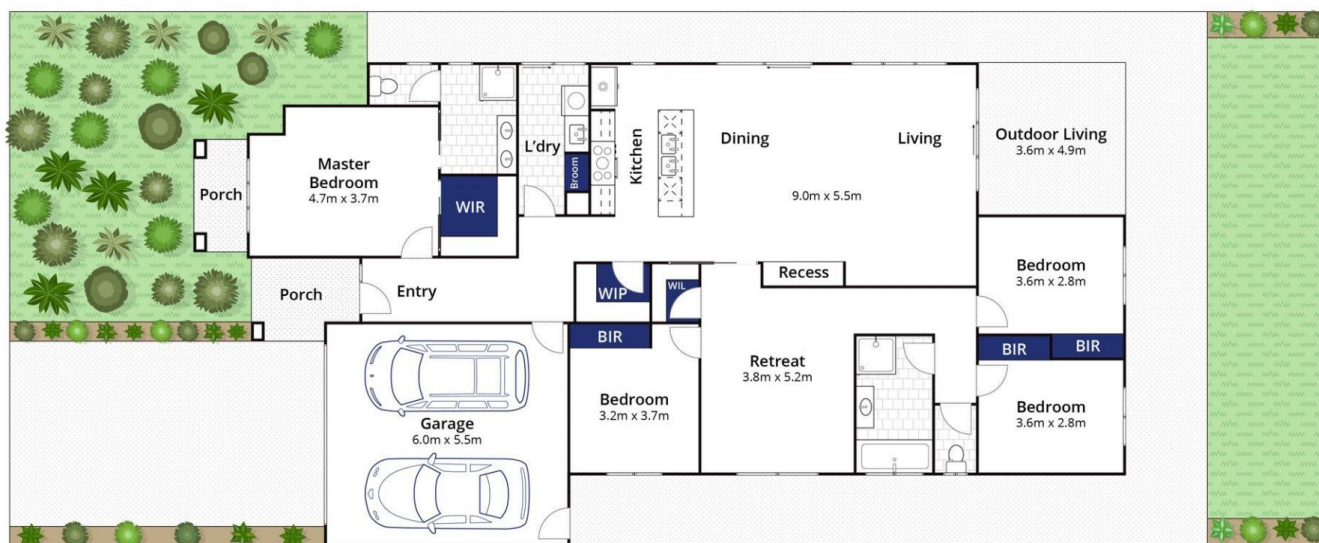 Master
Bedroom
4.7m x 3.7m
Porch
WIR
L'dry
Broom
Kitchen
Dining
Living
9.0m x 5.5m
Outdoor Living
3.6m x 4.9m
Porch
Entry
WIP
WIL
Recess
Bedroom
3.6m x 2.8m
BIR
Retreat
3.8m x 5.2m
BIR
BIR
Bedroom
3.2m x 3.7m
Bedroom
3.6m x 2.8m
Garage
6.0m x 5.5m